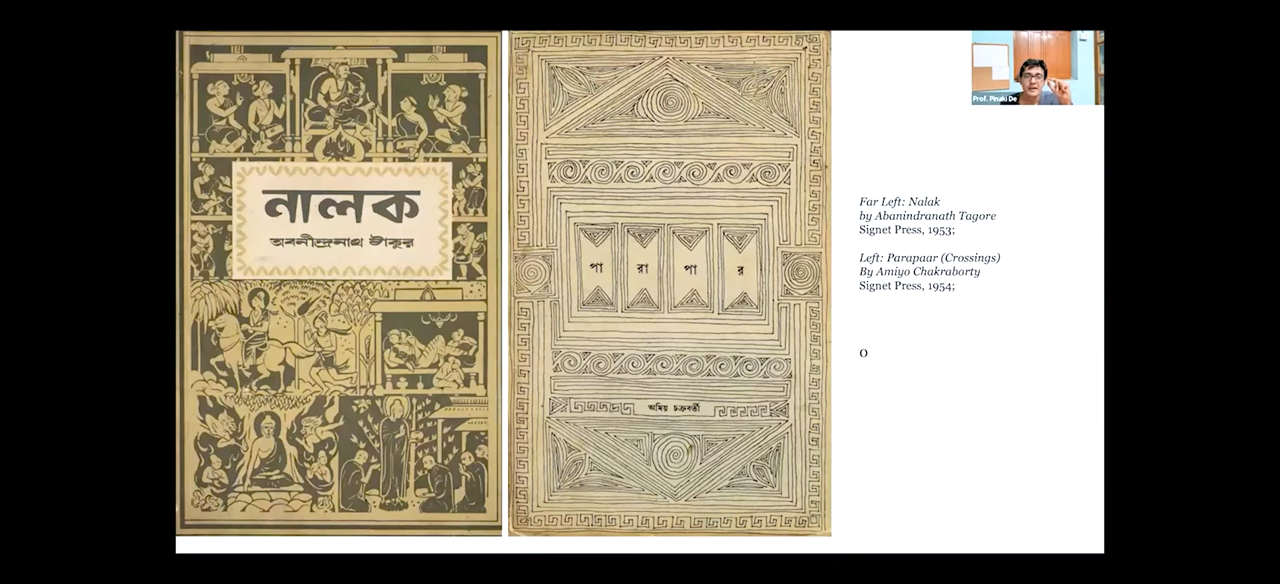 নালক
অবনীন্দ্রনাথ ঠাকুর
পা রা পা র
অমিয় চক্রবর্তী
Prof. Pinaki De
Far Left: Nalak
by Abanindranath Tagore
Signet Press, 1953;
Left: Parapaar (Crossings)
By Amiyo Chakraborty
Signet Press, 1954;
O